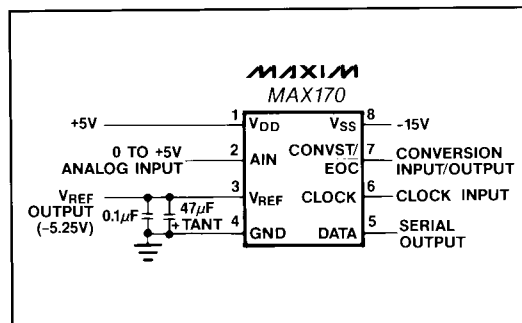 MAXIM
MAX170
+5V 1 VDD VSS 8 -15V
0 TO +5V
ANALOG INPUT 2 AIN CONVST/EOC 7 CONVERSION INPUT/OUTPUT
VREF OUTPUT (-5.25V) 3 VREF CLOCK 6 CLOCK INPUT
0.1µF 47µF + TANT
4 GND DATA 5 SERIAL OUTPUT